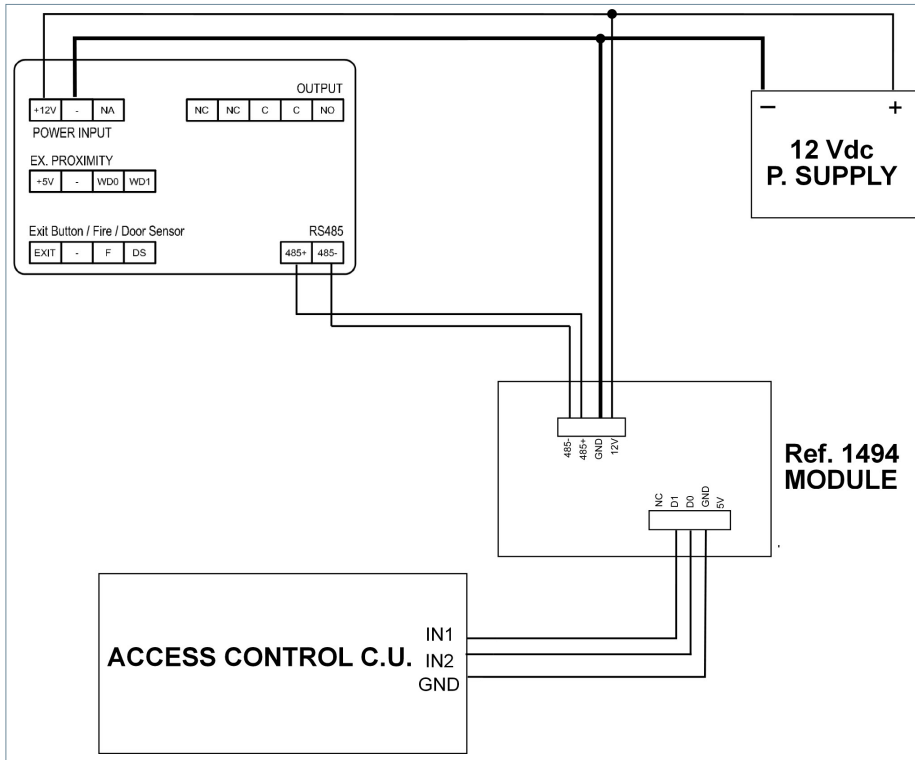 OUTPUT
+12V - NA NC NC C C NO
POWER INPUT
EX. PROXIMITY
+5V - WD0 WD1
Exit Button / Fire / Door Sensor RS485
EXIT - F DS 485+ 485-
− +
12 Vdc
P. SUPPLY
485-
485+
GND
12V
Ref. 1494
MODULE
NC
D1
D0
GND
5V
ACCESS CONTROL C.U.
IN1
IN2
GND